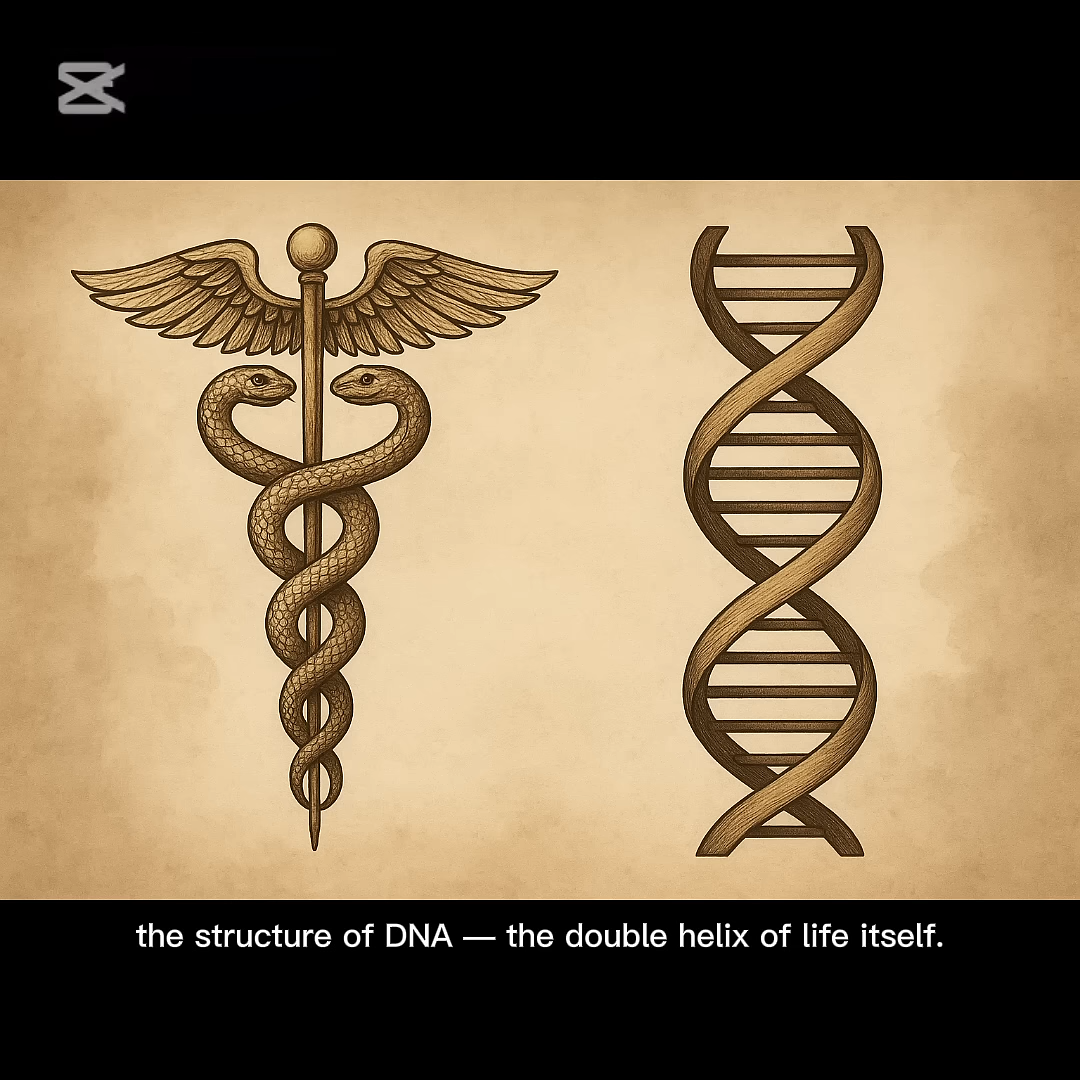 the structure of DNA — the double helix of life itself.